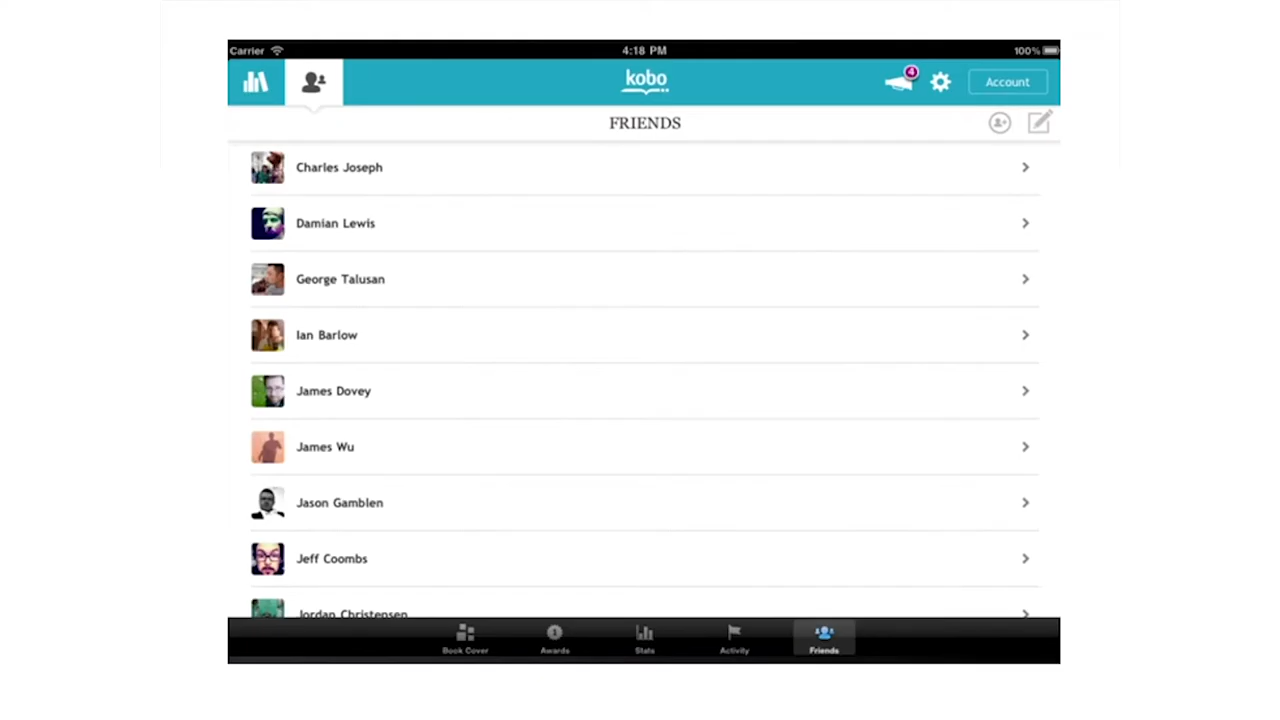 Carrier 4:18 PM 100%
kobo 4 Account
FRIENDS
Charles Joseph
Damian Lewis
George Talusan
Ian Barlow
James Dovey
James Wu
Jason Gamblen
Jeff Coombs
Jordan Christensen
1
Book Cover Awards Stats Activity Friends